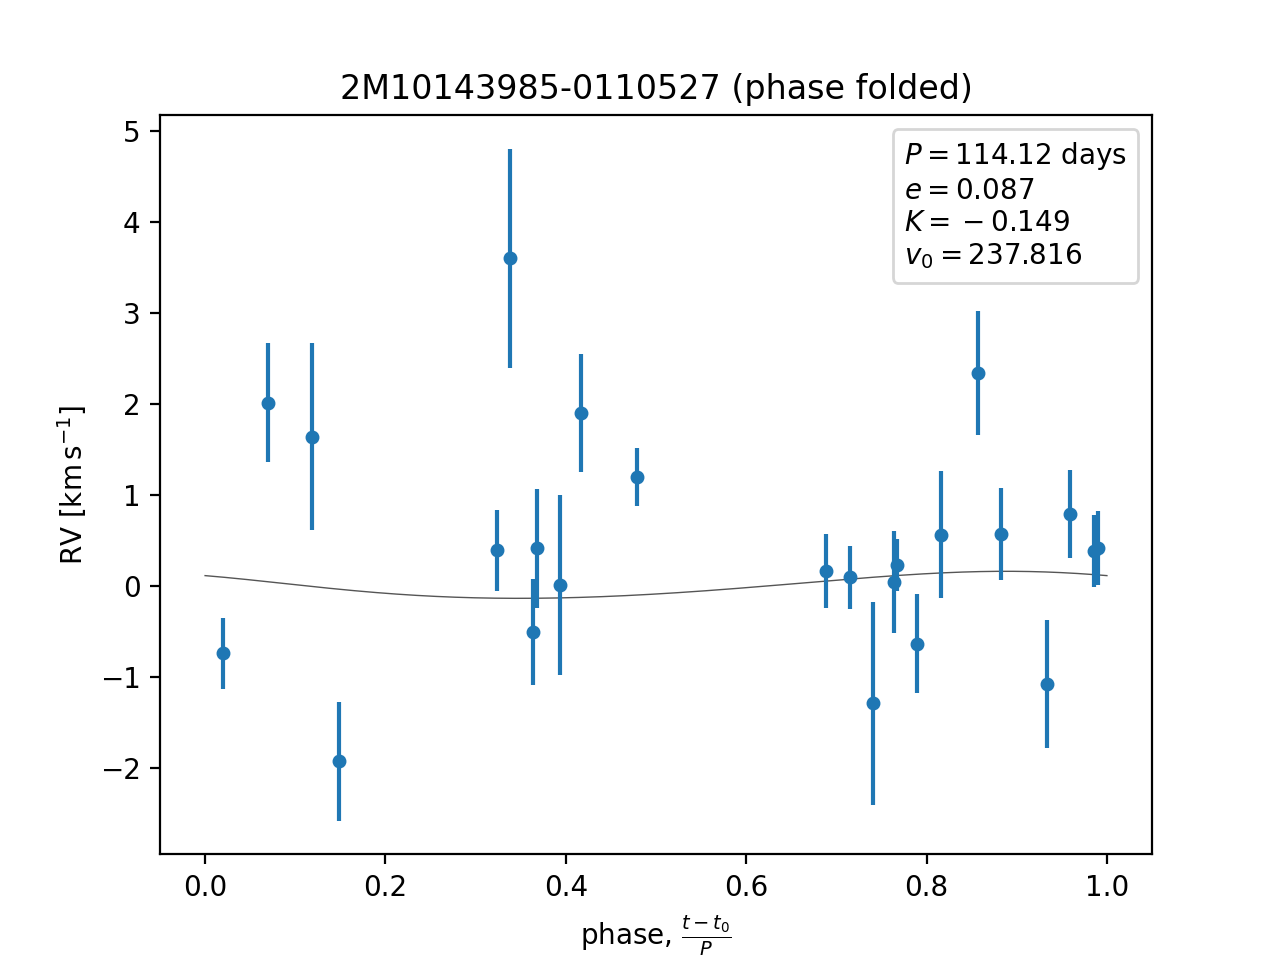 2M10143985-0110527 (phase folded)
P = 114.12 days
e = 0.087
K = −0.149
v₀ = 237.816
5
4
3
2
1
0
−1
−2
RV [km s⁻¹]
0.0 0.2 0.4 0.6 0.8 1.0
phase, (t − t₀)/P